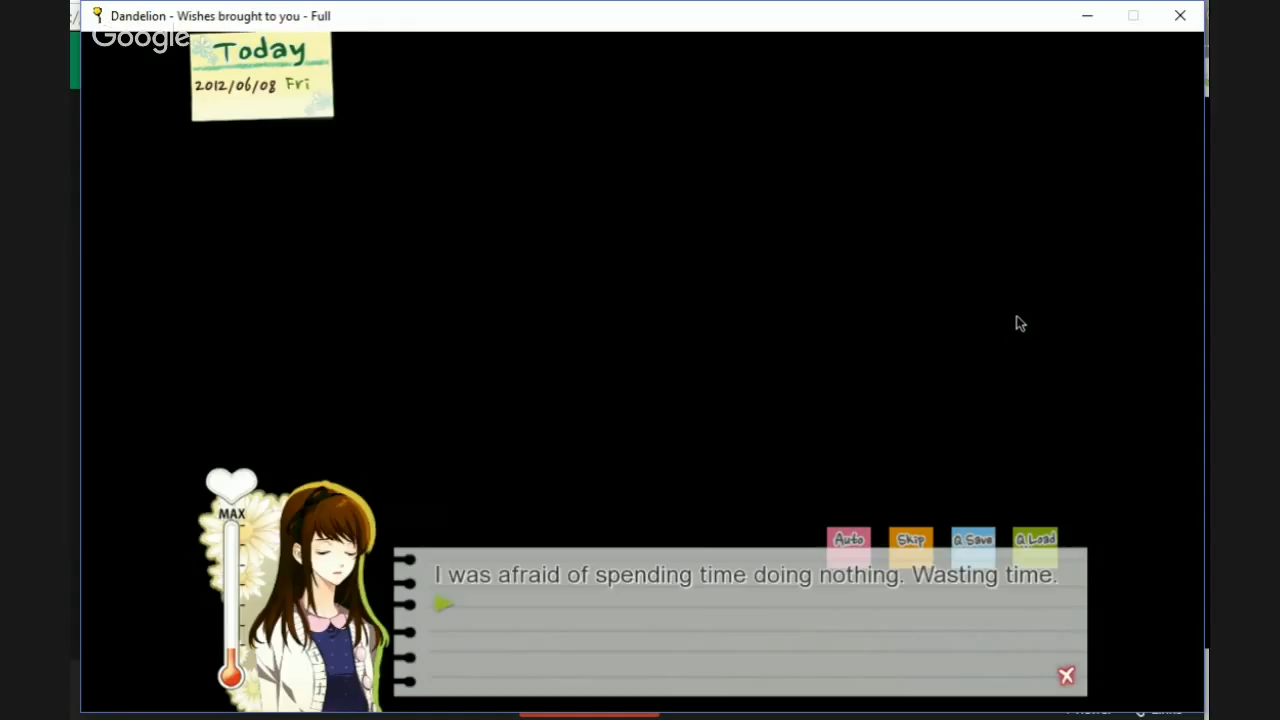 Dandelion - Wishes brought to you - Full
Google
Today
2012/06/08 Fri
MAX
Auto Skip Q.Save Q.Load
I was afraid of spending time doing nothing. Wasting time.